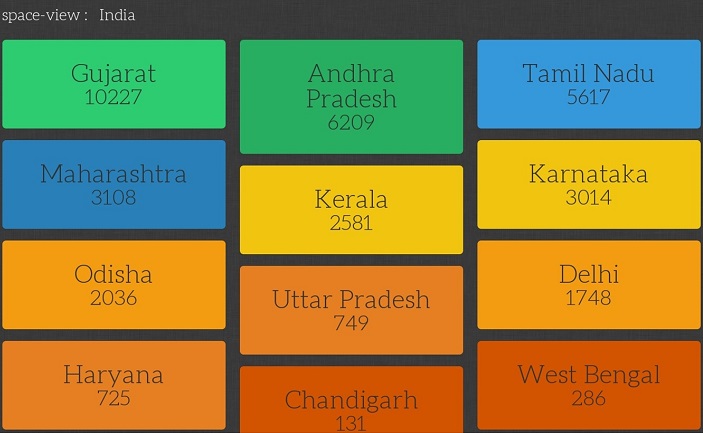 space-view : India
Gujarat
10227
Andhra
Pradesh
6209
Tamil Nadu
5617
Maharashtra
3108
Kerala
2581
Karnataka
3014
Odisha
2036
Uttar Pradesh
749
Delhi
1748
Haryana
725
Chandigarh
131
West Bengal
286